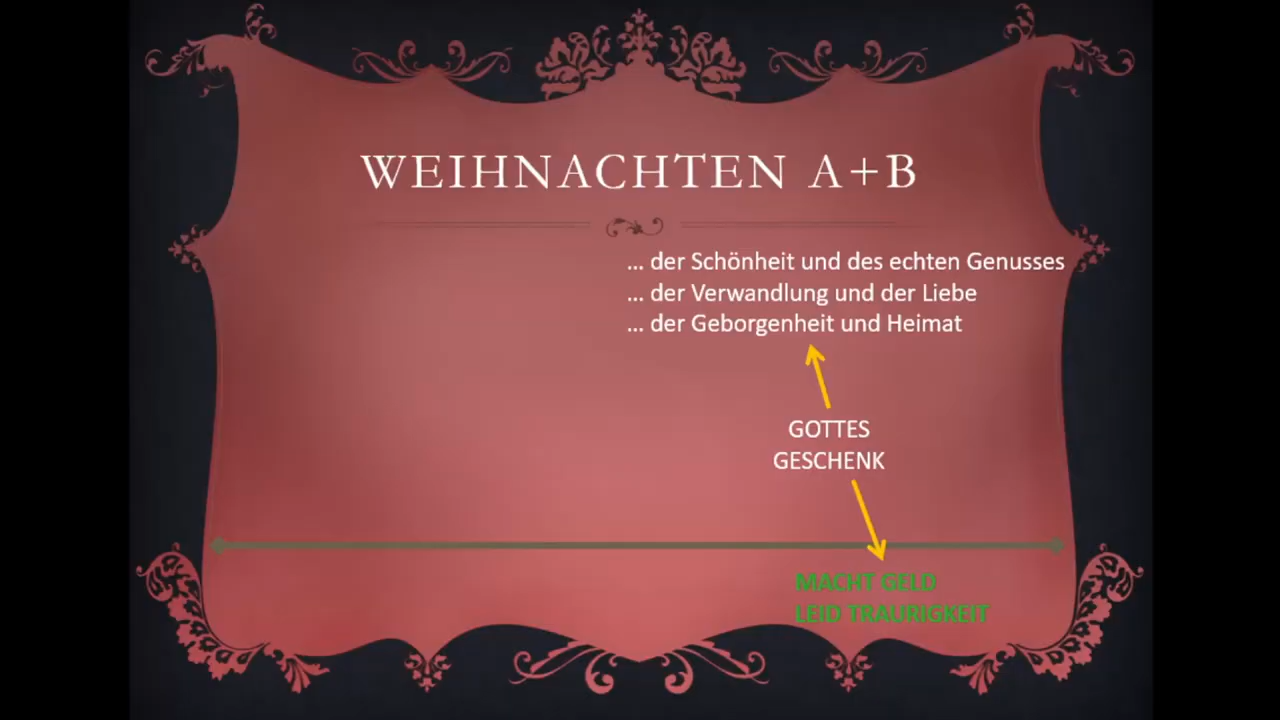 WEIHNACHTEN A+B
... der Schönheit und des echten Genusses
... der Verwandlung und der Liebe
... der Geborgenheit und Heimat
GOTTES
GESCHENK
MACHT GELD
LEID TRAURIGKEIT